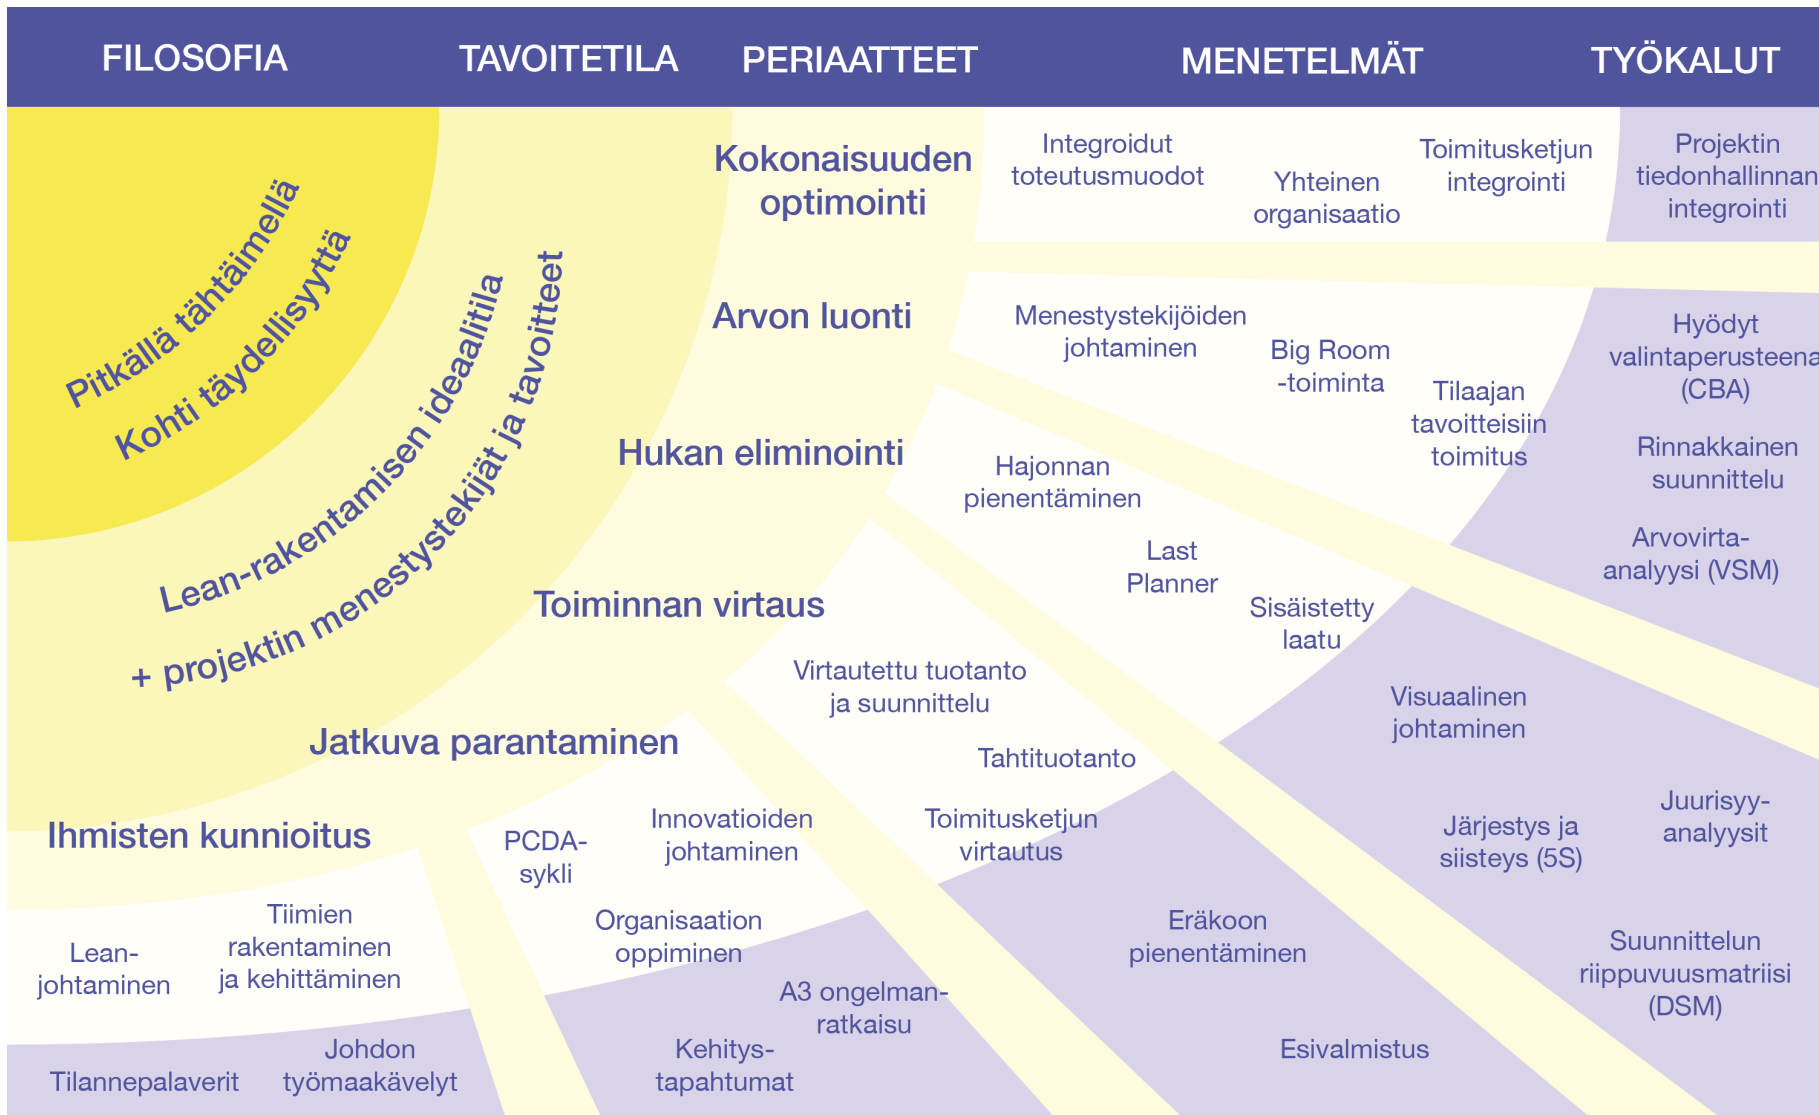 FILOSOFIA
TAVOITETILA
PERIAATTEET
MENETELMÄT
TYÖKALUT
Pitkällä tähtäimellä
Kohti täydellisyyttä
Lean-rakentamisen ideaalitila
+ projektin menestystekijät ja tavoitteet
Kokonaisuuden
optimointi
Integroidut
toteutusmuodot
Yhteinen
organisaatio
Toimitusketjun
integrointi
Projektin
tiedonhallinnan
integrointi
Arvon luonti
Menestystekijöiden
johtaminen
Big Room
-toiminta
Tilaajan
tavoitteisiin
toimitus
Hyödyt
valintaperusteena
(CBA)
Rinnakkainen
suunnittelu
Arvovirta-
analyysi (VSM)
Hukan eliminointi
Hajonnan
pienentäminen
Last
Planner
Sisäistetty
laatu
Visuaalinen
johtaminen
Järjestys ja
siisteys (5S)
Juurisyy-
analyysit
Suunnittelun
riippuvuusmatriisi
(DSM)
Toiminnan virtaus
Virtautettu tuotanto
ja suunnittelu
Tahtituotanto
Toimitusketjun
virtautus
Eräkoon
pienentäminen
Esivalmistus
Jatkuva parantaminen
PCDA-
sykli
Innovatioiden
johtaminen
Organisaation
oppiminen
A3 ongelman-
ratkaisu
Kehitys-
tapahtumat
Ihmisten kunnioitus
Lean-
johtaminen
Tiimien
rakentaminen
ja kehittäminen
Tilannepalaverit
Johdon
työmaakävelyt